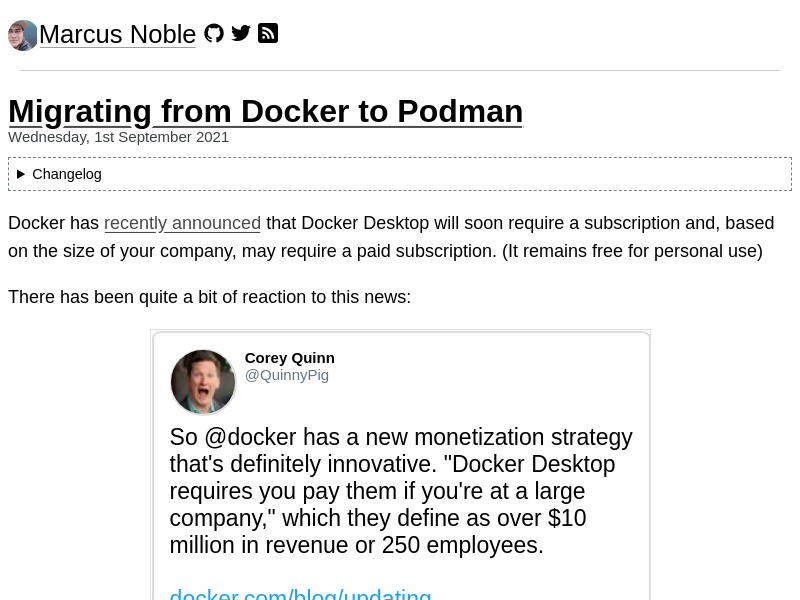 Marcus Noble
Migrating from Docker to Podman
Wednesday, 1st September 2021
Changelog
Docker has recently announced that Docker Desktop will soon require a subscription and, based
on the size of your company, may require a paid subscription. (It remains free for personal use)
There has been quite a bit of reaction to this news:
Corey Quinn
@QuinnyPig
So @docker has a new monetization strategy
that's definitely innovative. "Docker Desktop
requires you pay them if you're at a large
company," which they define as over $10
million in revenue or 250 employees.
docker.com/blog/updating